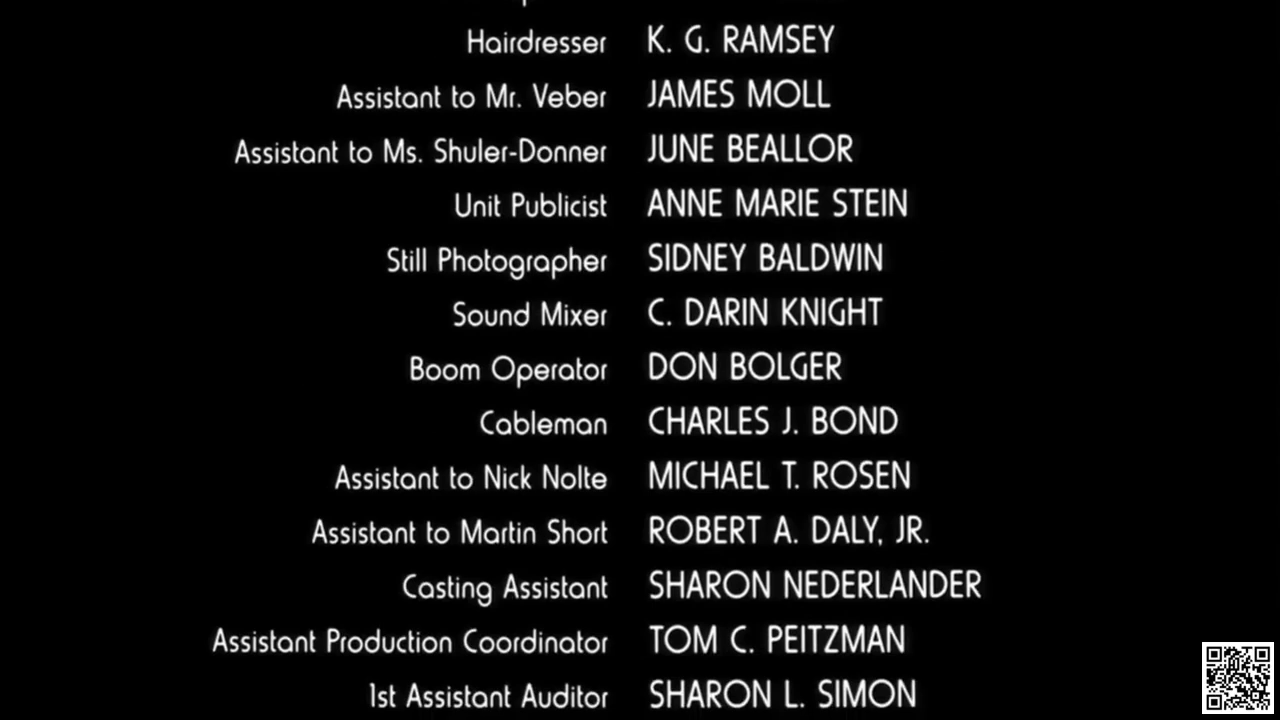 Hairdresser K. G. RAMSEY
Assistant to Mr. Veber JAMES MOLL
Assistant to Ms. Shuler-Donner JUNE BEALLOR
Unit Publicist ANNE MARIE STEIN
Still Photographer SIDNEY BALDWIN
Sound Mixer C. DARIN KNIGHT
Boom Operator DON BOLGER
Cableman CHARLES J. BOND
Assistant to Nick Nolte MICHAEL T. ROSEN
Assistant to Martin Short ROBERT A. DALY, JR.
Casting Assistant SHARON NEDERLANDER
Assistant Production Coordinator TOM C. PEITZMAN
1st Assistant Auditor SHARON L. SIMON